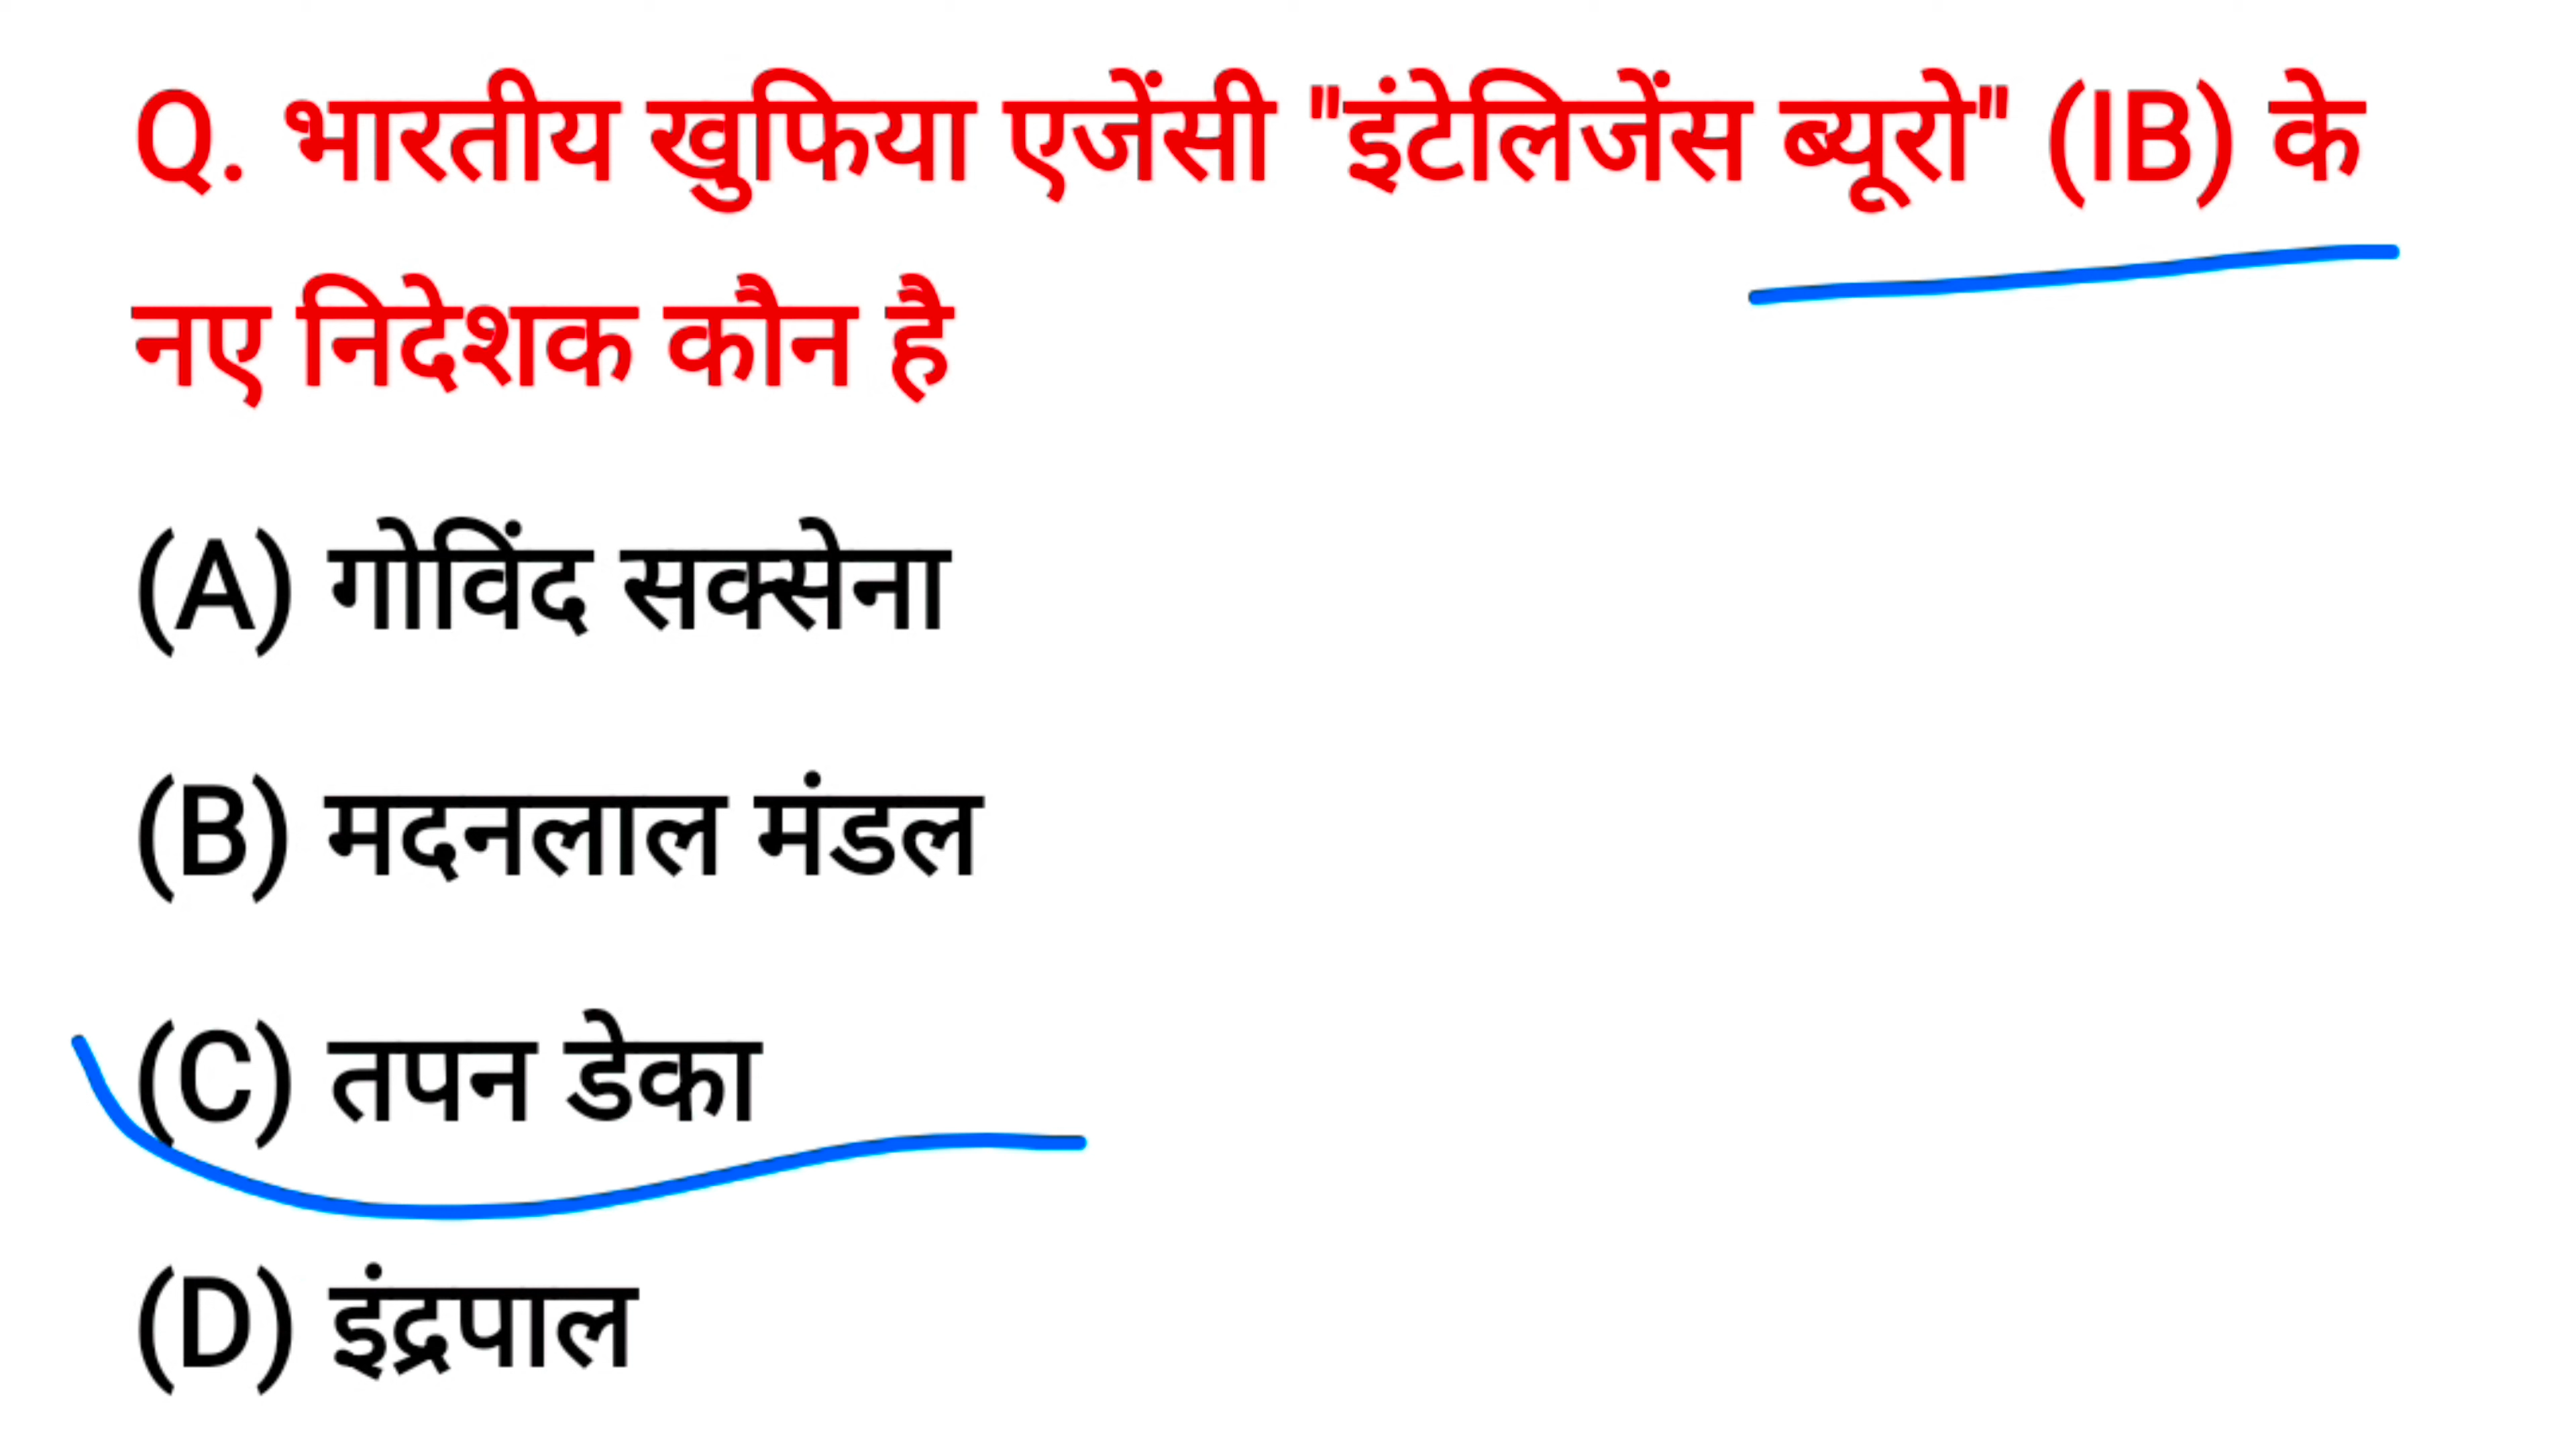 Q. भारतीय खुफिया एजेंसी "इंटेलिजेंस ब्यूरो" (IB) के
नए निदेशक कौन है
(A) गोविंद सक्सेना
(B) मदनलाल मंडल
(C) तपन डेका
(D) इंद्रपाल